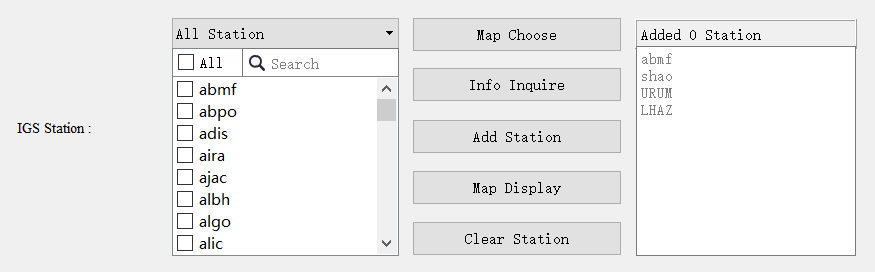 IGS Station :
All Station
All
Search
abmf
abpo
adis
aira
ajac
albh
algo
alic
Map Choose
Info Inquire
Add Station
Map Display
Clear Station
Added 0 Station
abmf
shao
URUM
LHAZ